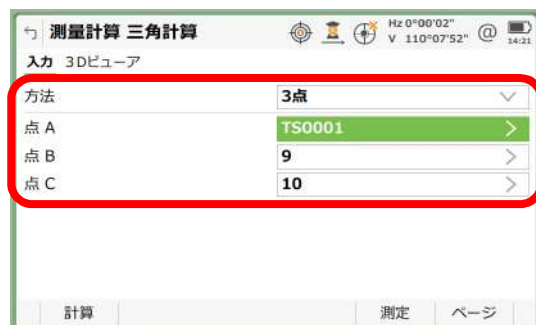 測量計算 三角計算
Hz 0°00'02"
V 110°07'52"
@
14:21
入力 3Dビューア
方法 3点
点 A TS0001
点 B 9
点 C 10
計算 測定 ページ